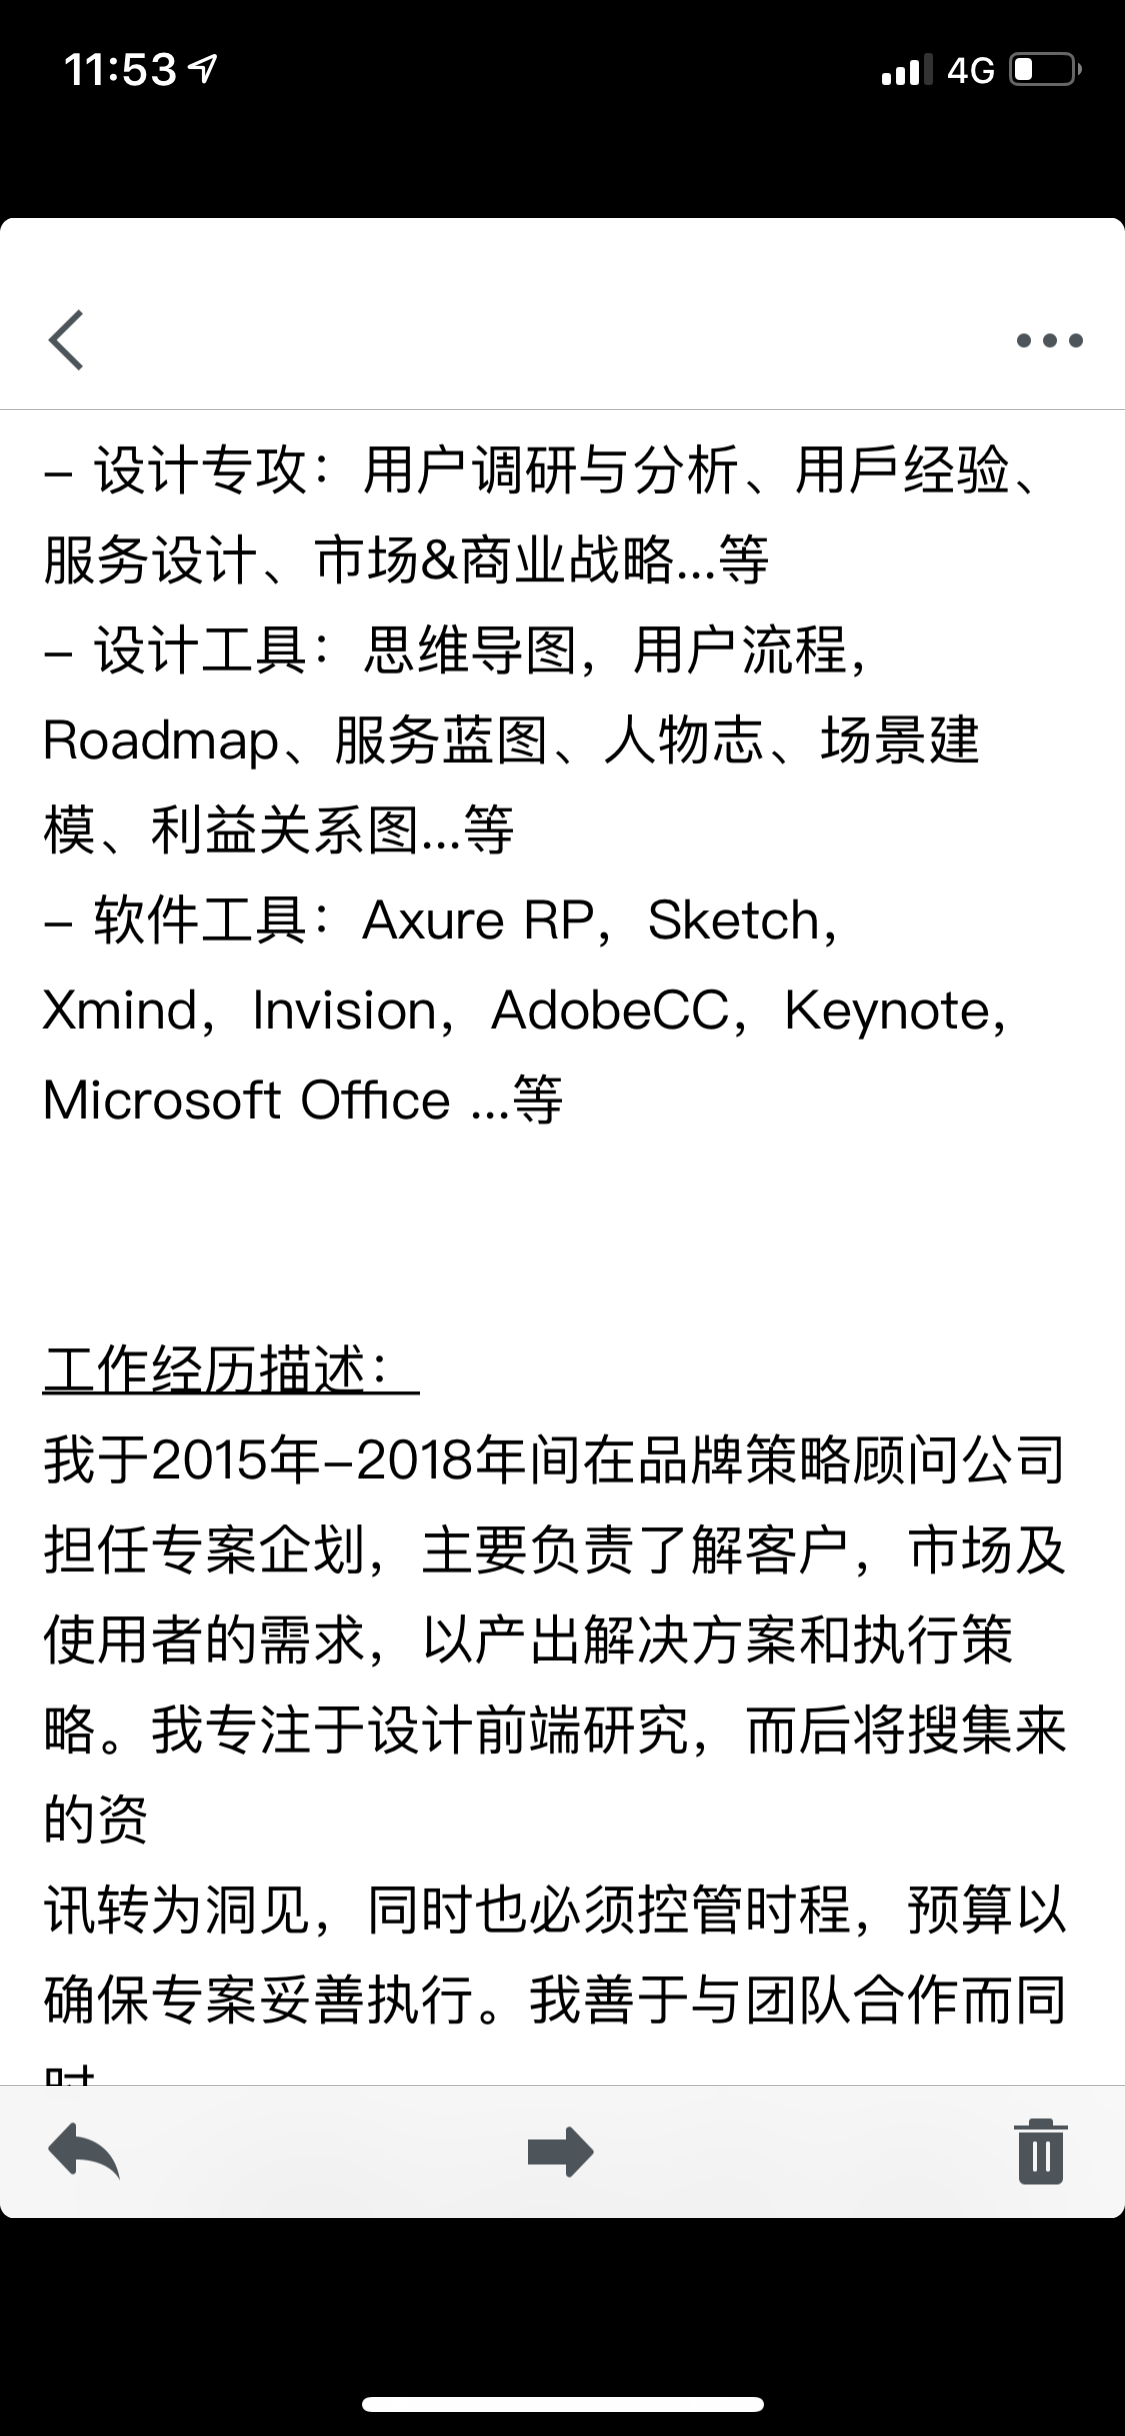 11:53
4G
– 设计专攻：用户调研与分析、用戶经验、
服务设计、市场&商业战略...等
– 设计工具：思维导图，用户流程，
Roadmap、服务蓝图、人物志、场景建
模、利益关系图...等
– 软件工具：Axure RP，Sketch，
Xmind，Invision，AdobeCC，Keynote，
Microsoft Office ...等
工作经历描述：
我于2015年–2018年间在品牌策略顾问公司
担任专案企划，主要负责了解客户，市场及
使用者的需求，以产出解决方案和执行策
略。我专注于设计前端研究，而后将搜集来
的资
讯转为洞见，同时也必须控管时程，预算以
确保专案妥善执行。我善于与团队合作而同